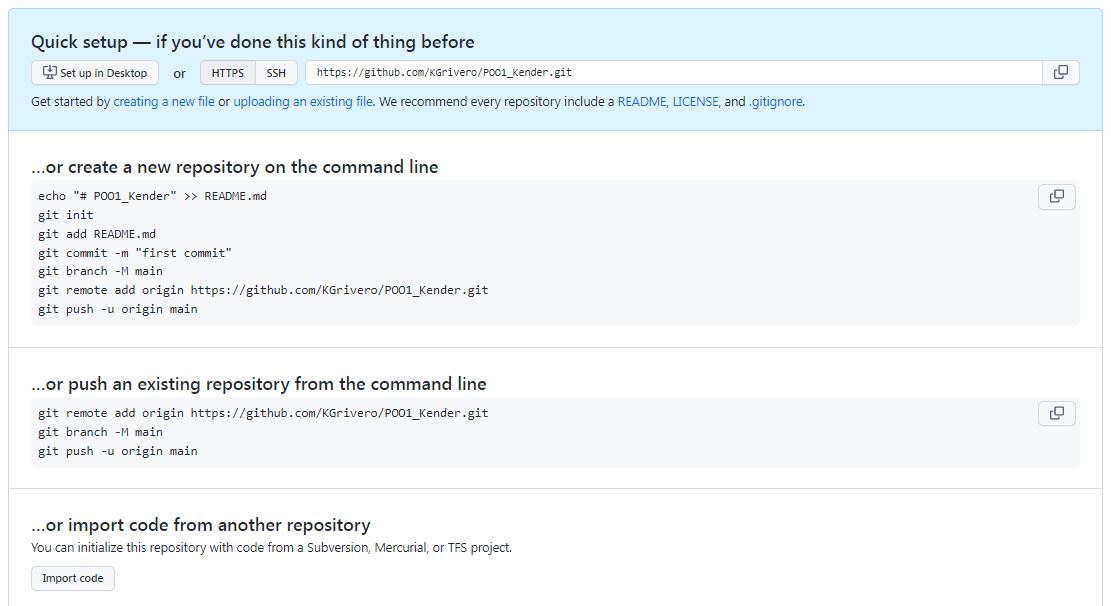 Quick setup — if you've done this kind of thing before
Set up in Desktop or HTTPS SSH https://github.com/KGrivero/POO1_Kender.git
Get started by creating a new file or uploading an existing file. We recommend every repository include a README, LICENSE, and .gitignore.
…or create a new repository on the command line
echo "# POO1_Kender" >> README.md
git init
git add README.md
git commit -m "first commit"
git branch -M main
git remote add origin https://github.com/KGrivero/POO1_Kender.git
git push -u origin main
…or push an existing repository from the command line
git remote add origin https://github.com/KGrivero/POO1_Kender.git
git branch -M main
git push -u origin main
…or import code from another repository
You can initialize this repository with code from a Subversion, Mercurial, or TFS project.
Import code